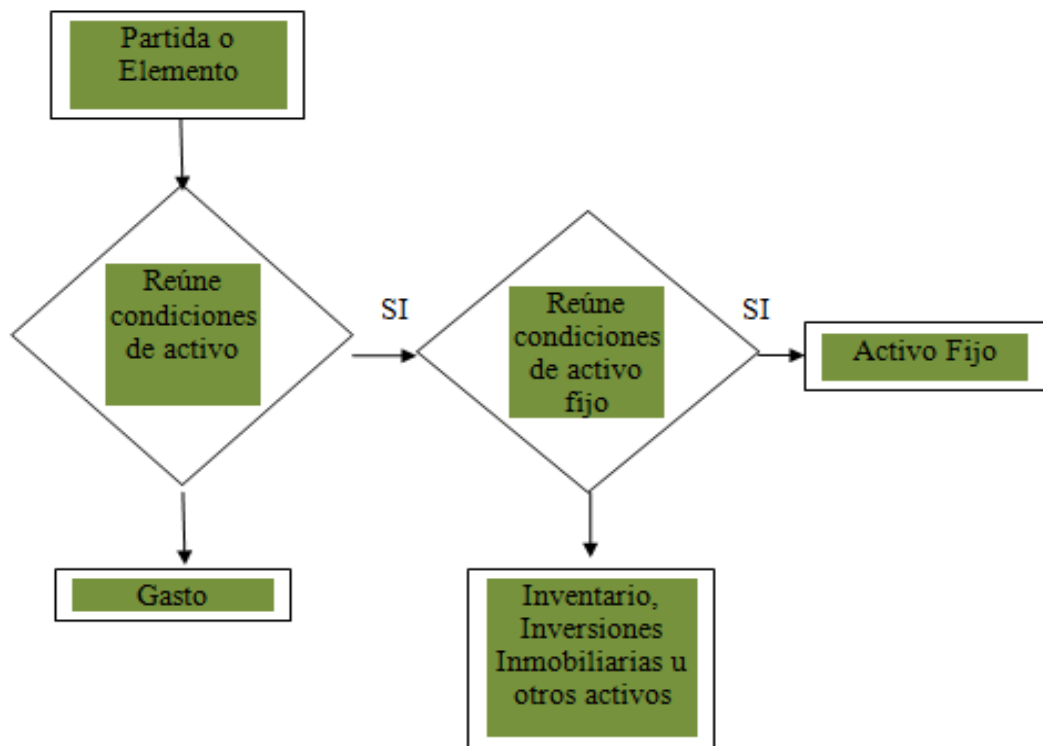 Partida o
Elemento
Reúne
condiciones
de activo
SI
Reúne
condiciones
de activo
fijo
SI
Activo Fijo
Gasto
Inventario,
Inversiones
Inmobiliarias u
otros activos